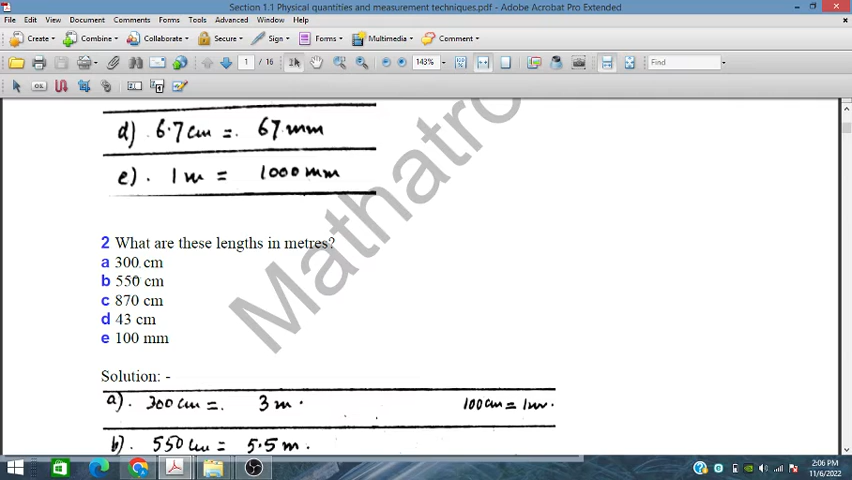 Section 1.1 Physical quantities and measurement techniques.pdf - Adobe Acrobat Pro Extended
File Edit View Document Comments Forms Tools Advanced Window Help
Create Combine Collaborate Secure Sign Forms Multimedia Comment
1 / 16 143% Find
d) 6.7 cm = 67 mm
e) 1 m = 1000 mm
2 What are these lengths in metres?
a 300 cm
b 550 cm
c 870 cm
d 43 cm
e 100 mm
Solution: -
a) 300 cm = 3 m. 100 cm = 1 m.
b) 550 cm = 5.5 m.
Mathatro
2:06 PM
11/6/2022